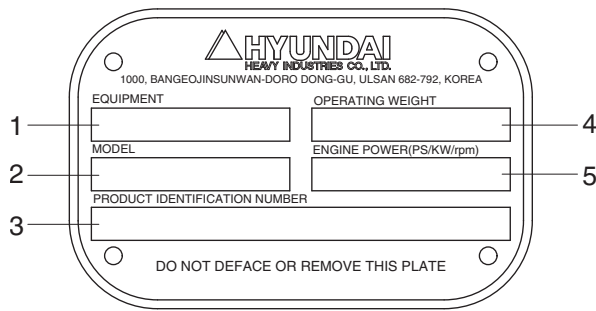 HYUNDAI
HEAVY INDUSTRIES CO., LTD.
1000, BANGEOJINSUNWAN-DORO DONG-GU, ULSAN 682-792, KOREA
EQUIPMENT OPERATING WEIGHT
1 4
MODEL ENGINE POWER(PS/KW/rpm)
2 5
PRODUCT IDENTIFICATION NUMBER
3
DO NOT DEFACE OR REMOVE THIS PLATE